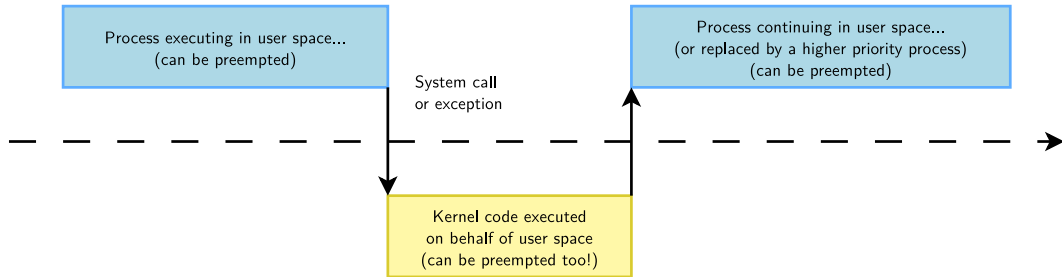 Process executing in user space...
(can be preempted)
System call
or exception
Kernel code executed
on behalf of user space
(can be preempted too!)
Process continuing in user space...
(or replaced by a higher priority process)
(can be preempted)